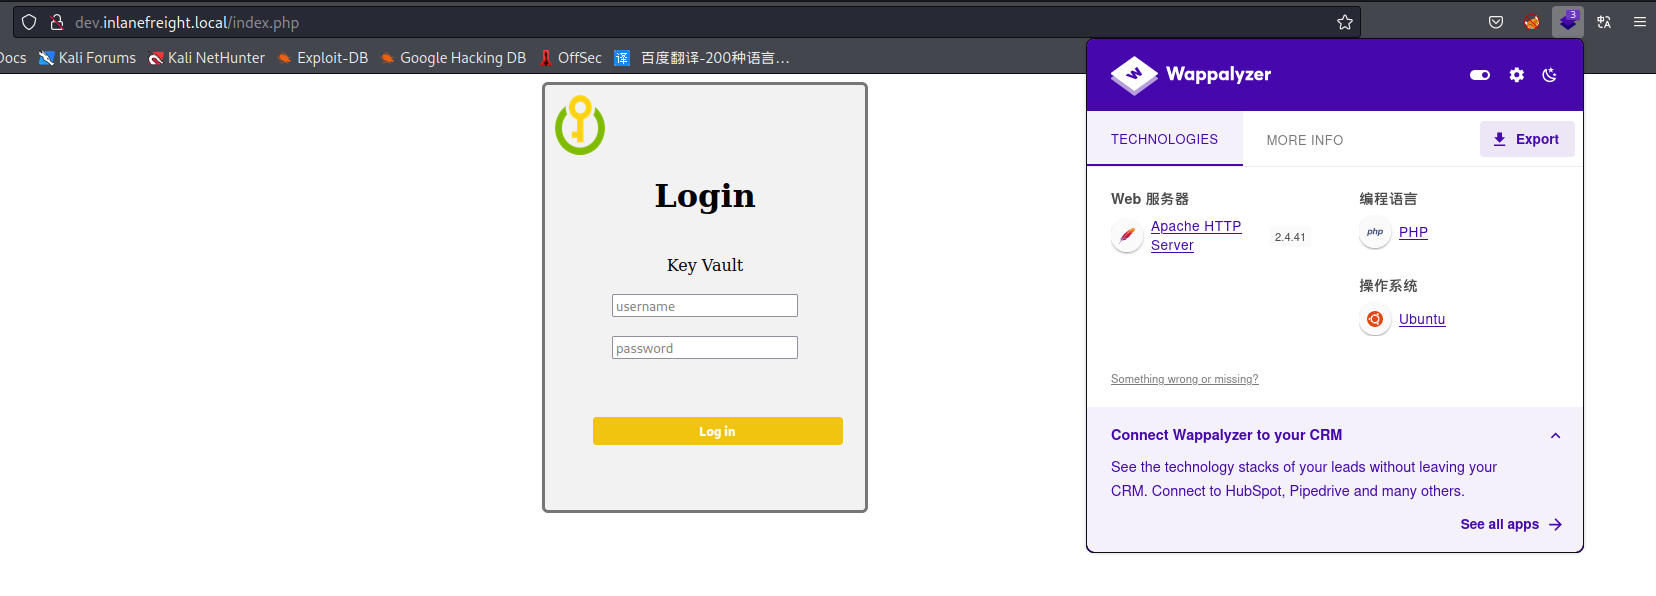 dev.inlanefreight.local/index.php
3
Docs Kali Forums Kali NetHunter Exploit-DB Google Hacking DB OffSec 译 百度翻译-200种语言...
Login
Key Vault
username
password
Log in
W Wappalyzer
TECHNOLOGIES MORE INFO Export
Web 服务器
Apache HTTP
Server
2.4.41
编程语言
php PHP
操作系统
Ubuntu
Something wrong or missing?
Connect Wappalyzer to your CRM
See the technology stacks of your leads without leaving your
CRM. Connect to HubSpot, Pipedrive and many others.
See all apps